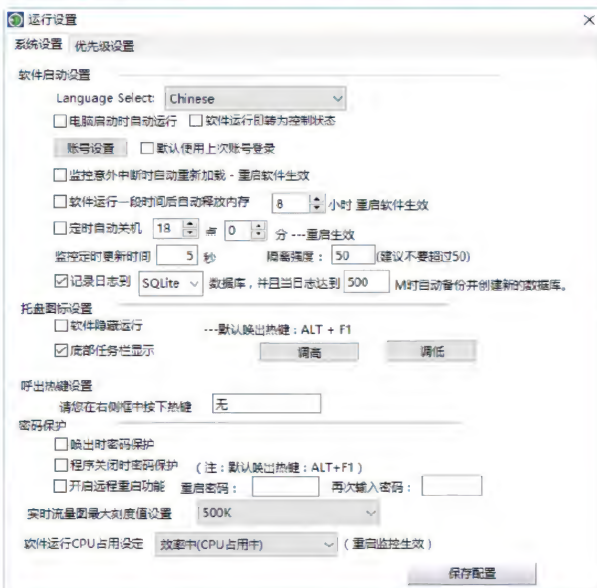 运行设置
系统设置 优先级设置
软件启动设置
Language Select: Chinese
电脑启动时自动运行 软件运行即转为控制状态
账号设置 默认使用上次账号登录
监控意外中断时自动重新加载 - 重启软件生效
软件运行一段时间后自动释放内存 8 小时 重启软件生效
定时自动关机 18 点 0 分 ---重启生效
监控定时更新时间 5 秒 隔离强度： 50 (建议不要超过50)
记录日志到 SQLite 数据库，并且当日志达到 500 M时自动备份并创建新的数据库。
托盘图标设置
软件隐藏运行 ---默认唤出热键：ALT + F1
底部任务栏显示 调高 调低
呼出热键设置
请您在右侧框中按下热键 无
密码保护
唤出时密码保护
程序关闭时密码保护 （注：默认唤出热键：ALT+F1）
开启远程重启功能 重启密码： 再次输入密码：
实时流量图最大刻度值设置 500K
软件运行CPU占用设定 效率中(CPU占用中) （重启监控生效）
保存配置